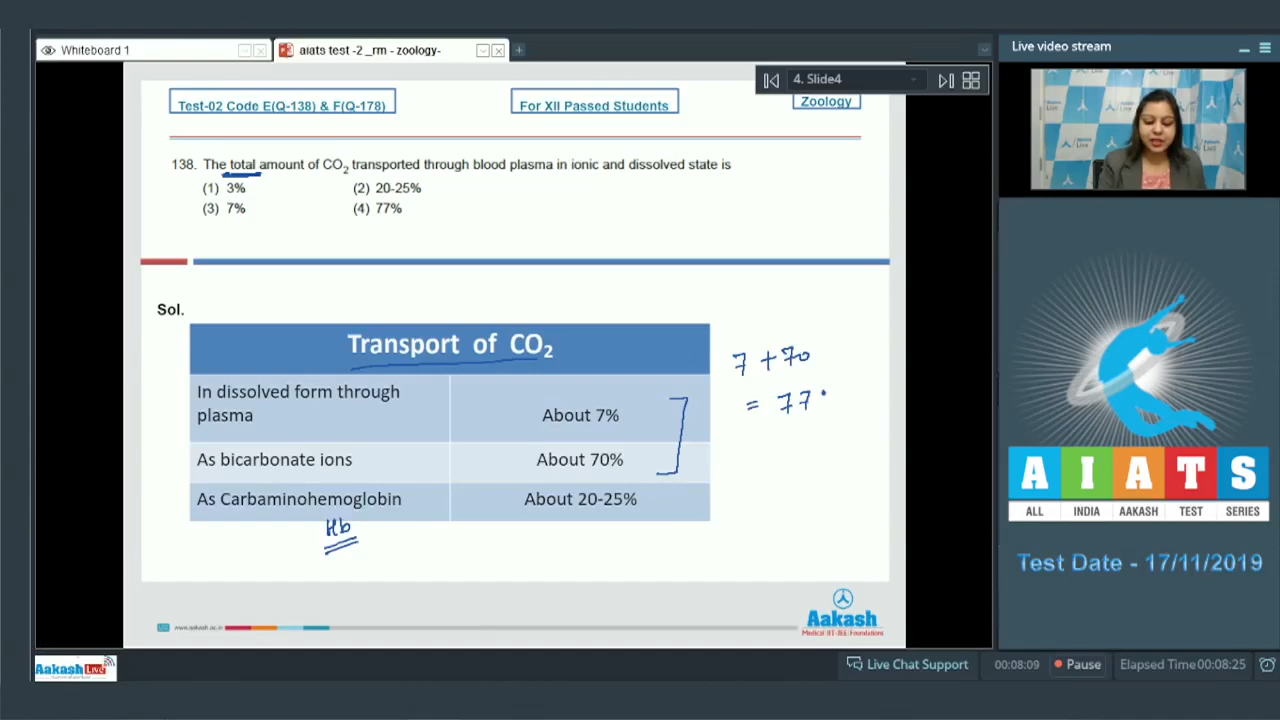 Whiteboard 1
aiats test -2 _rm - zoology-
Live video stream
4. Slide4
Test-02 Code E(Q-138) & F(Q-178)
For XII Passed Students
Zoology
138. The total amount of CO2 transported through blood plasma in ionic and dissolved state is
(1) 3%
(2) 20-25%
(3) 7%
(4) 77%
Sol.
Transport of CO2
In dissolved form through plasma
About 7%
As bicarbonate ions
About 70%
As Carbaminohemoglobin
About 20-25%
Hb
7 + 70
= 77
AIATS
ALL INDIA AAKASH TEST SERIES
Test Date - 17/11/2019
www.aakash.ac.in
Aakash
Medical|IIT-JEE|Foundations
Aakash Live
Live Chat Support
00:08:09
Pause
Elapsed Time 00:08:25